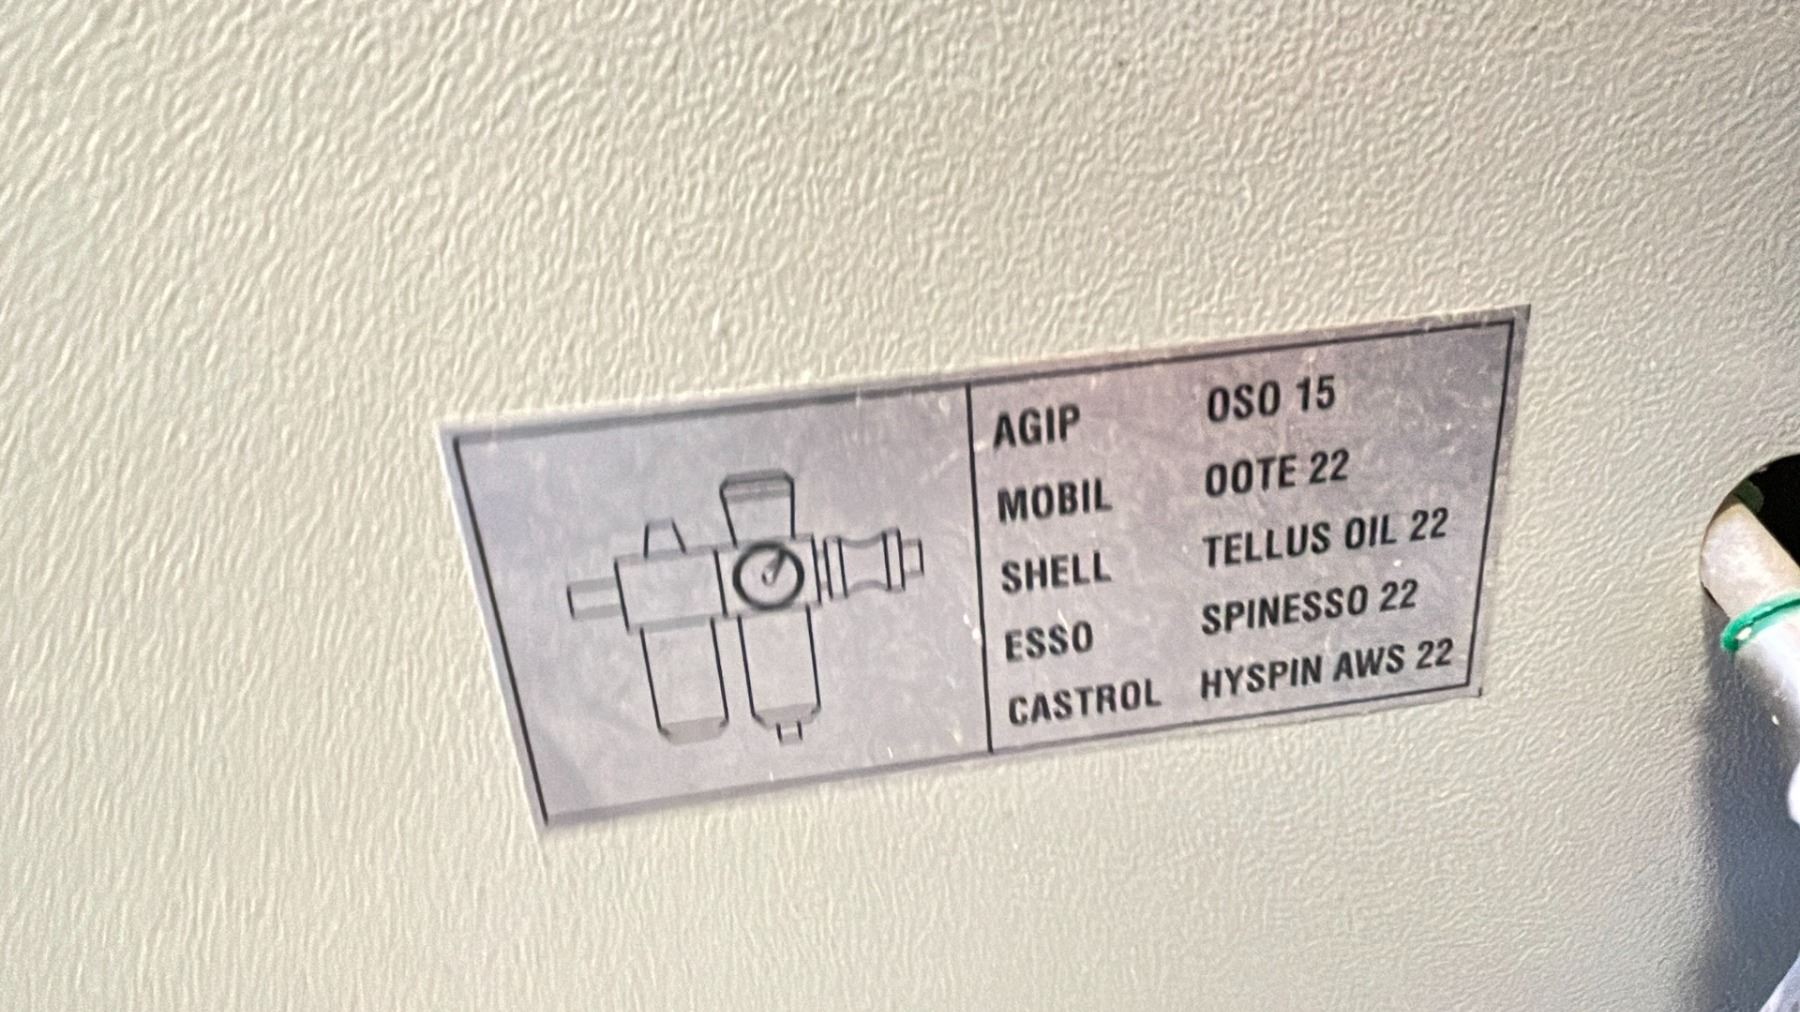 AGIP OSO 15
MOBIL OOTE 22
SHELL TELLUS OIL 22
ESSO SPINESSO 22
CASTROL HYSPIN AWS 22